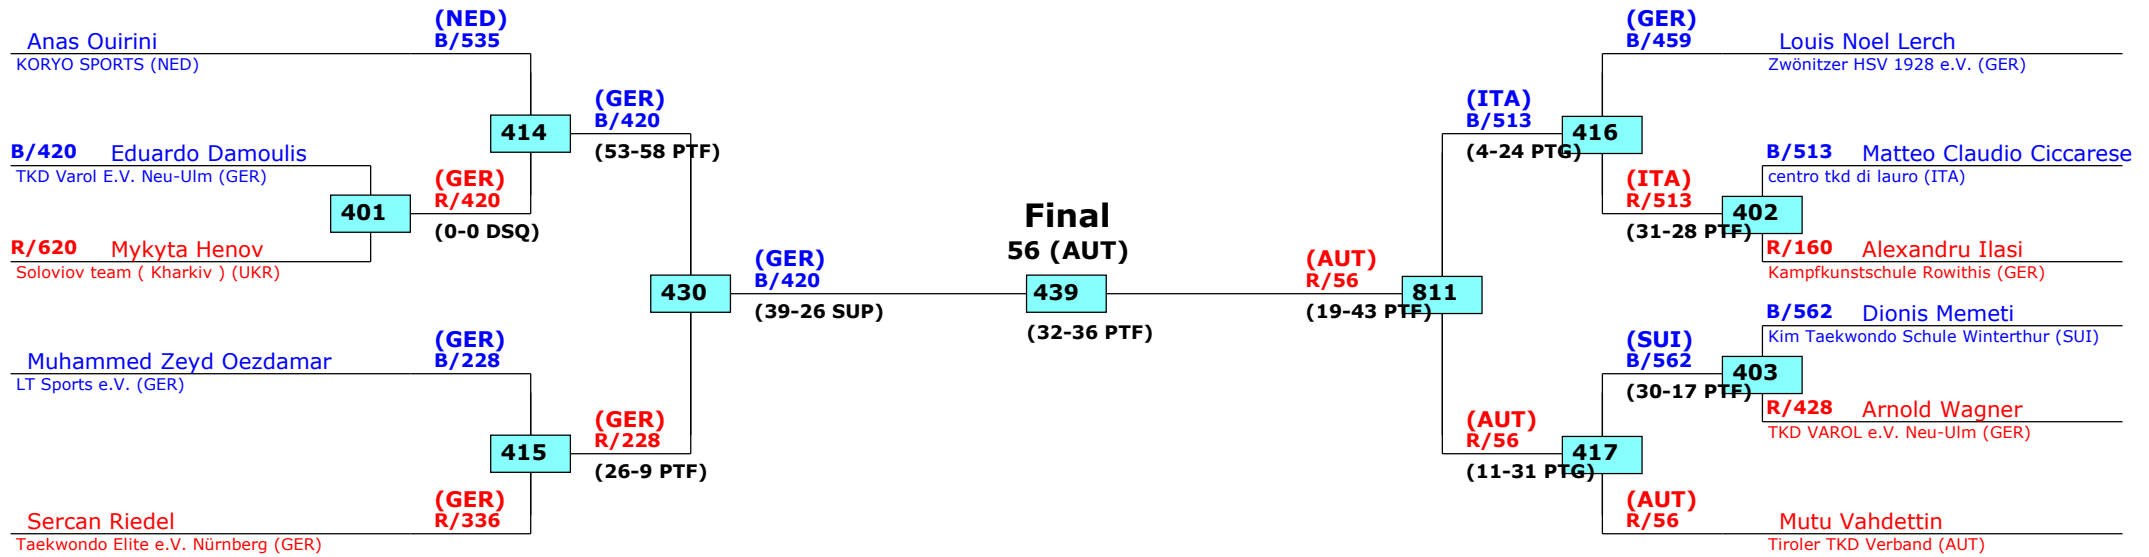 (NED)
B/535
Anas Ouirini
KORYO SPORTS (NED)
414
(GER)
B/420
(53-58 PTF)
B/420 Eduardo Damoulis
TKD Varol E.V. Neu-Ulm (GER)
401
(GER)
R/420
(0-0 DSQ)
R/620 Mykyta Henov
Soloviov team ( Kharkiv ) (UKR)
430
(GER)
B/420
(39-26 SUP)
(GER)
B/228
Muhammed Zeyd Oezdamar
LT Sports e.V. (GER)
415
(GER)
R/228
(26-9 PTF)
(GER)
R/336
Sercan Riedel
Taekwondo Elite e.V. Nürnberg (GER)
Final
56 (AUT)
439
(32-36 PTF)
(GER)
B/459
Louis Noel Lerch
Zwönitzer HSV 1928 e.V. (GER)
(ITA)
B/513
416
(4-24 PTG)
B/513 Matteo Claudio Ciccarese
centro tkd di lauro (ITA)
(ITA)
R/513
402
(31-28 PTF)
R/160 Alexandru Ilasi
Kampfkunstschule Rowithis (GER)
(AUT)
R/56
811
(19-43 PTF)
B/562 Dionis Memeti
Kim Taekwondo Schule Winterthur (SUI)
(SUI)
B/562
403
(30-17 PTF)
R/428 Arnold Wagner
TKD VAROL e.V. Neu-Ulm (GER)
(AUT)
R/56
417
(11-31 PTG)
(AUT)
R/56
Mutu Vahdettin
Tiroler TKD Verband (AUT)